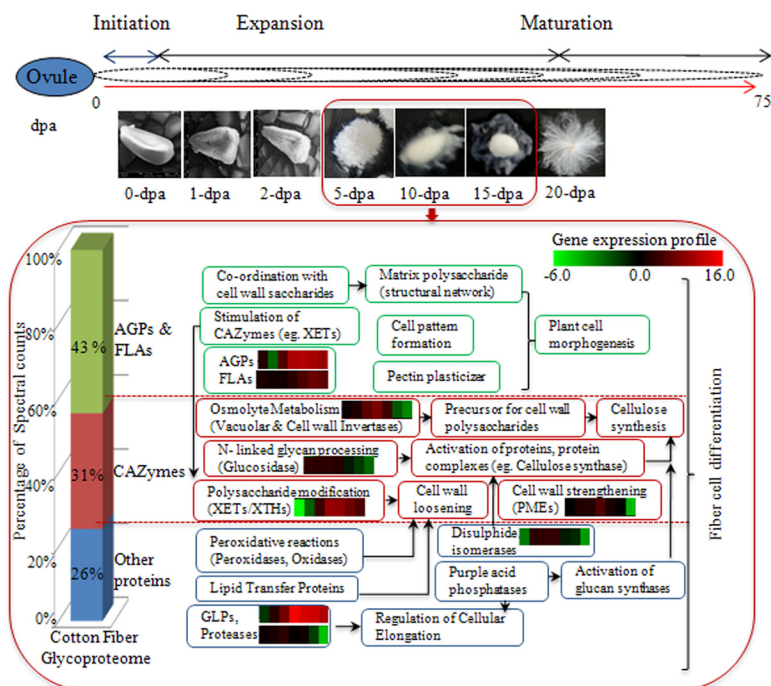 Initiation Expansion Maturation
Ovule
0 75
dpa
0-dpa 1-dpa 2-dpa 5-dpa 10-dpa 15-dpa 20-dpa
Gene expression profile
-6.0 0.0 16.0
Percentage of Spectral counts
100%
80%
60%
40%
20%
0%
43 %
31%
26%
AGPs &
FLAs
CAZymes
Other
proteins
Cotton Fiber
Glycoproteome
Co-ordination with
cell wall saccharides
Matrix polysaccharide
(structural network)
Stimulation of
CAZymes (eg. XETs)
Cell pattern
formation
Plant cell
morphogenesis
AGPs
FLAs
Pectin plasticizer
Osmolyte Metabolism
(Vacuolar & Cell wall Invertases)
Precursor for cell wall
polysaccharides
Cellulose
synthesis
N- linked glycan processing
(Glucosidase)
Activation of proteins, protein
complexes (eg. Cellulose synthase)
Polysaccharide modification
(XETs/XTHs)
Cell wall
loosening
Cell wall strengthening
(PMEs)
Peroxidative reactions
(Peroxidases, Oxidases)
Disulphide
isomerases
Lipid Transfer Proteins
Purple acid
phosphatases
Activation of
glucan synthases
GLPs,
Proteases
Regulation of Cellular
Elongation
Fiber cell differentiation